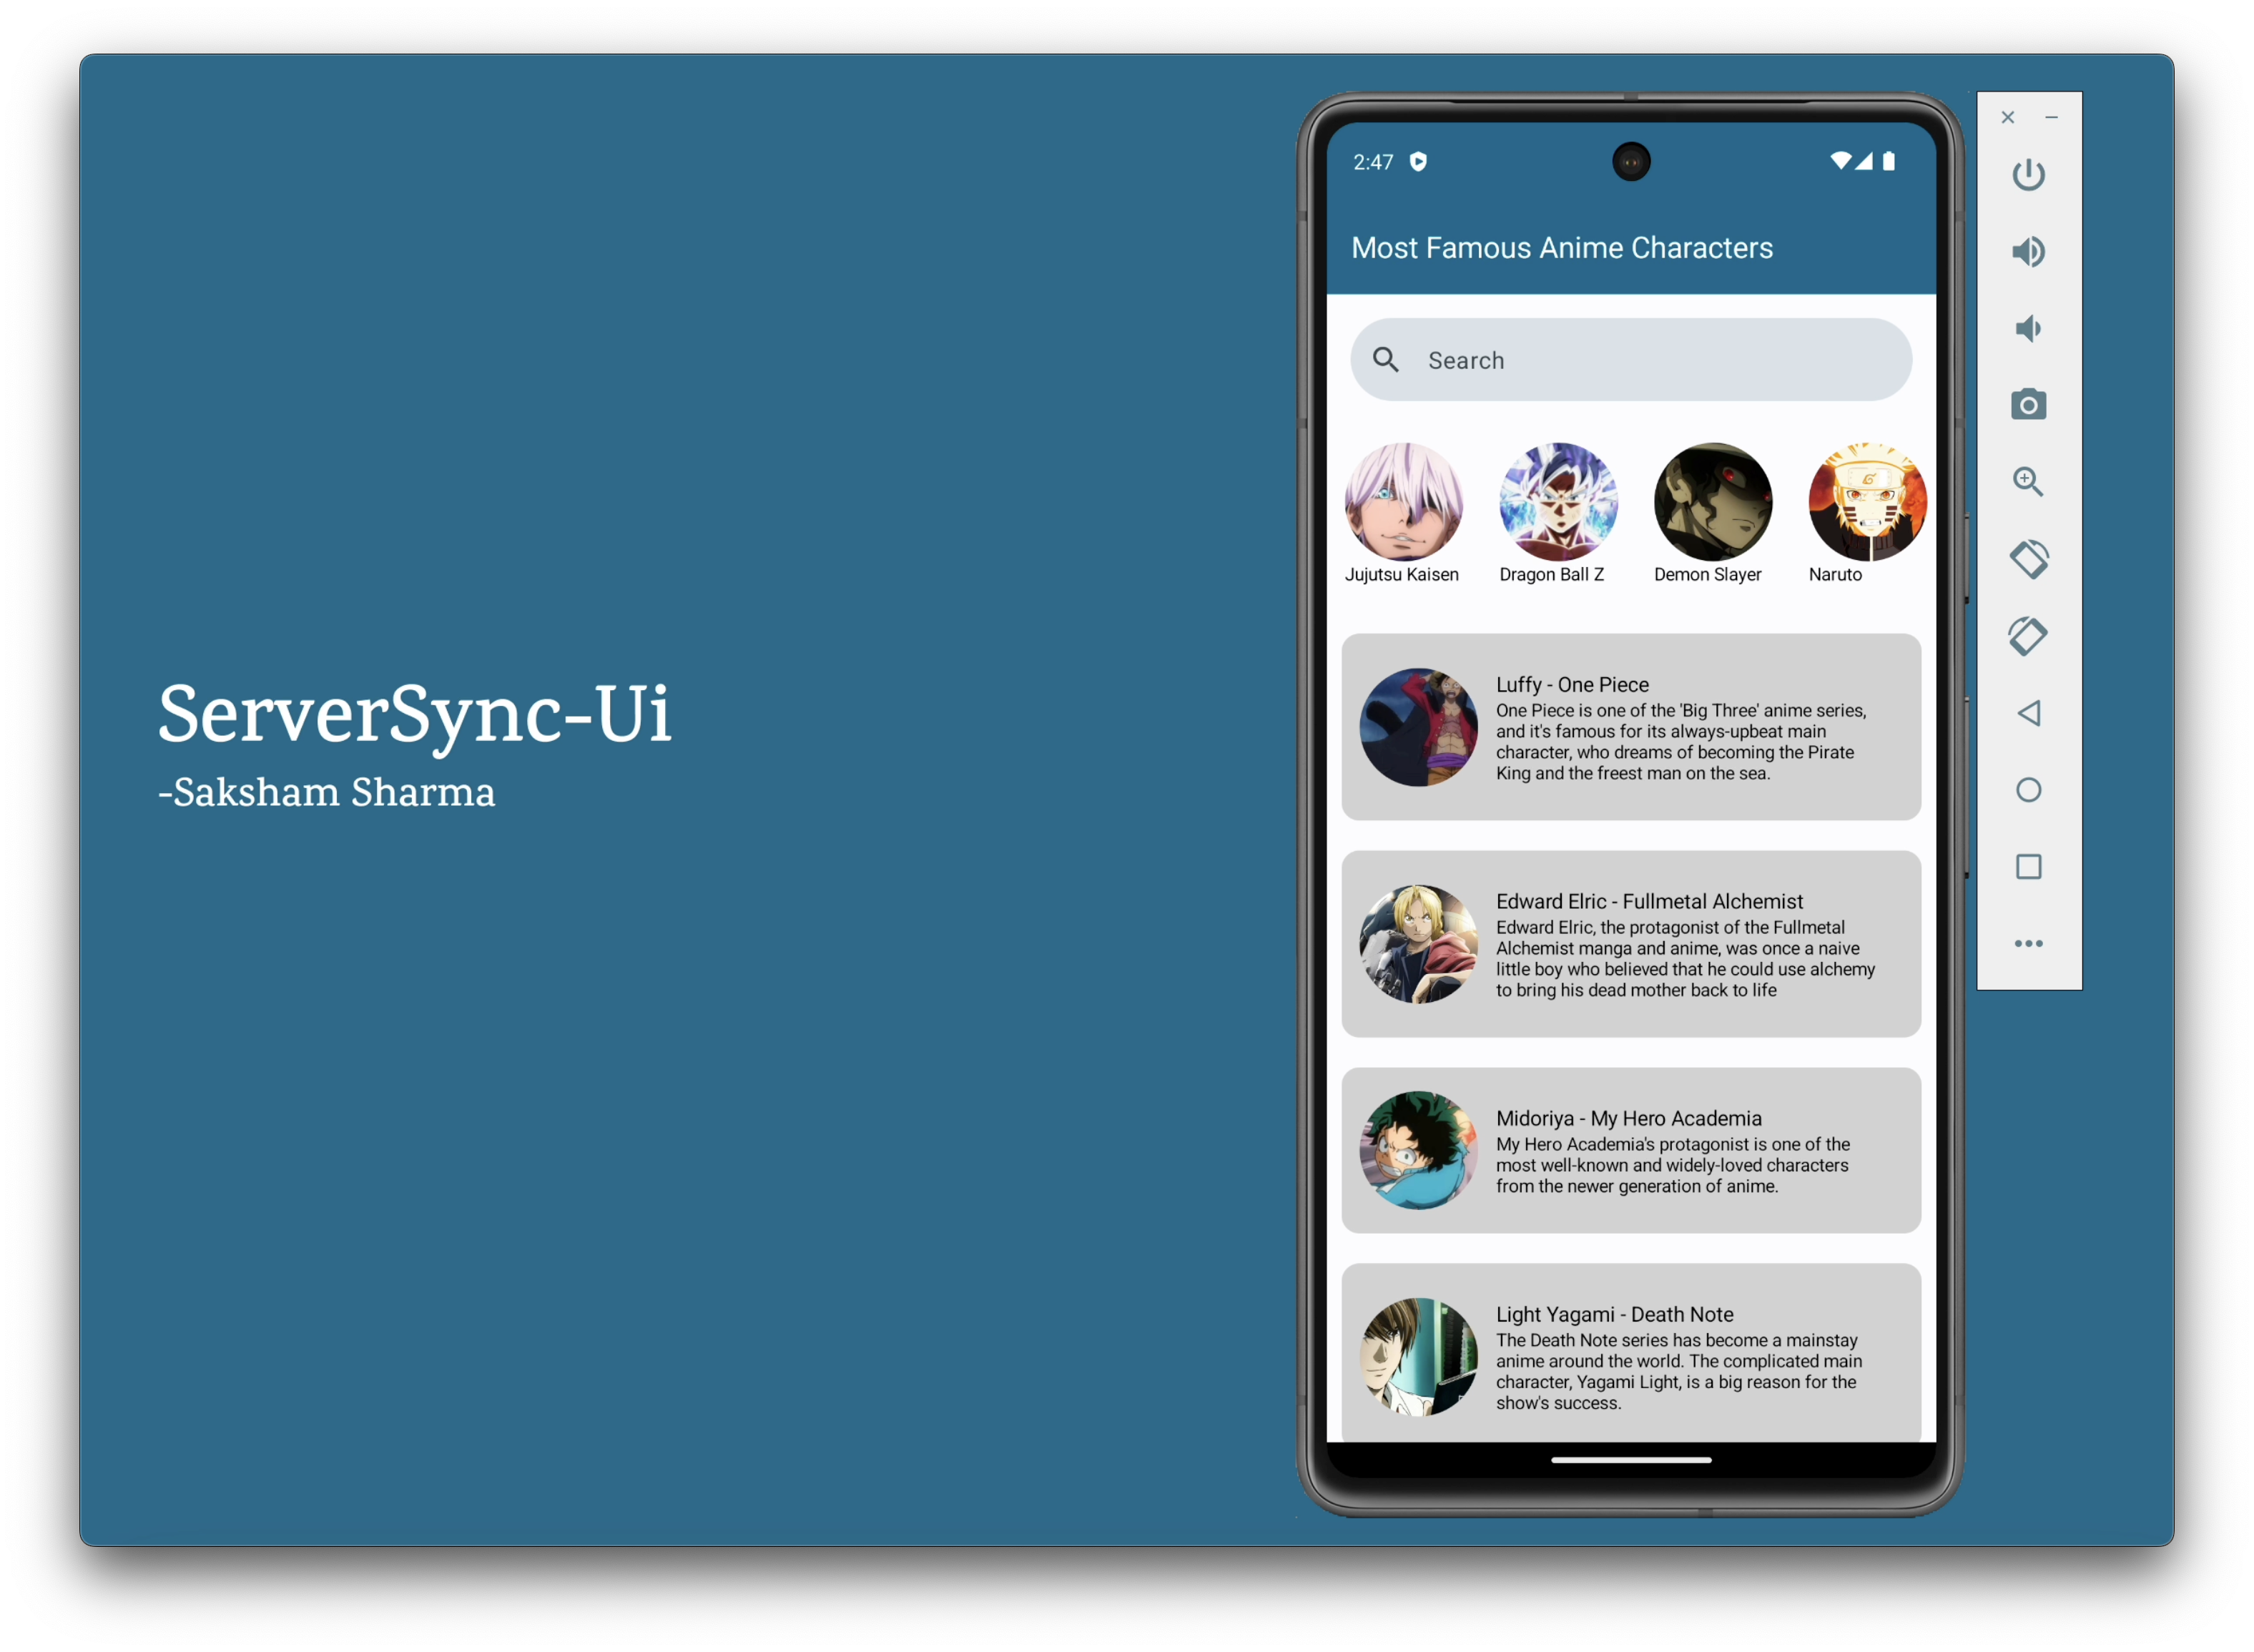 ServerSync-Ui
-Saksham Sharma
2:47
Most Famous Anime Characters
Search
Jujutsu Kaisen
Dragon Ball Z
Demon Slayer
Naruto
Luffy - One Piece
One Piece is one of the 'Big Three' anime series,
and it's famous for its always-upbeat main
character, who dreams of becoming the Pirate
King and the freest man on the sea.
Edward Elric - Fullmetal Alchemist
Edward Elric, the protagonist of the Fullmetal
Alchemist manga and anime, was once a naive
little boy who believed that he could use alchemy
to bring his dead mother back to life
Midoriya - My Hero Academia
My Hero Academia's protagonist is one of the
most well-known and widely-loved characters
from the newer generation of anime.
Light Yagami - Death Note
The Death Note series has become a mainstay
anime around the world. The complicated main
character, Yagami Light, is a big reason for the
show's success.